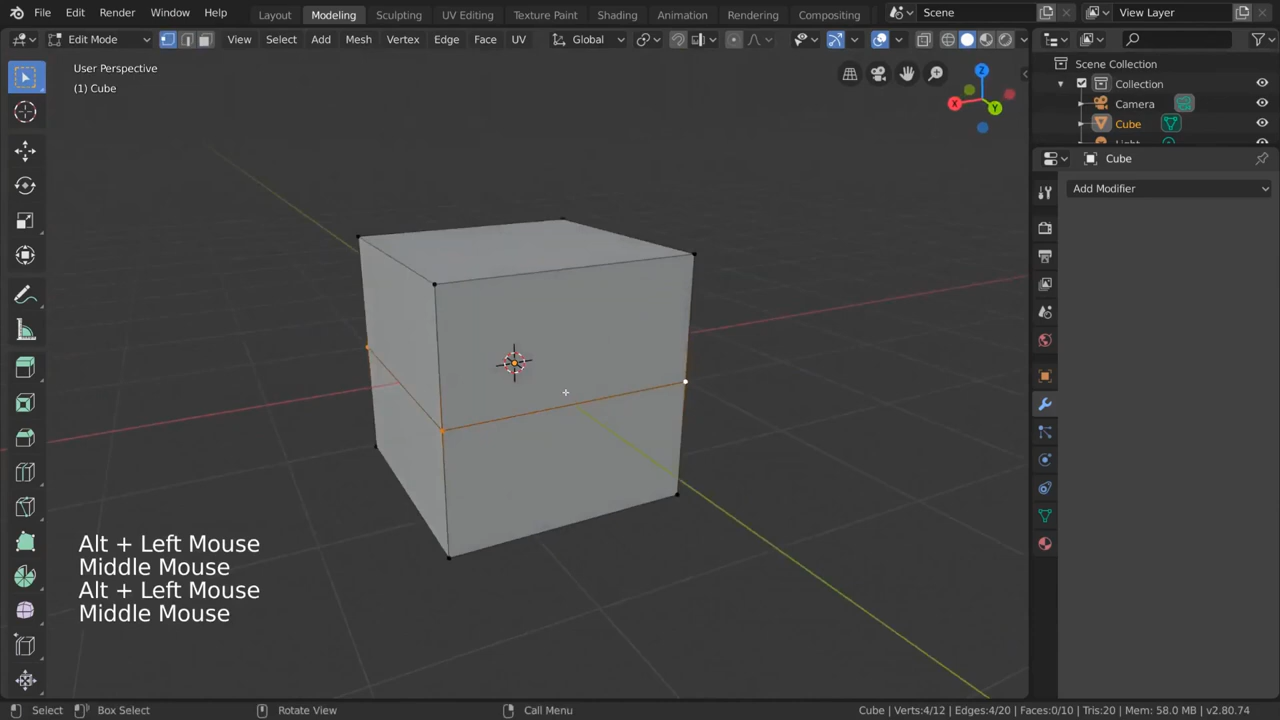 File Edit Render Window Help Layout Modeling Sculpting UV Editing Texture Paint Shading Animation Rendering Compositing Scene View Layer
Edit Mode View Select Add Mesh Vertex Edge Face UV Global
User Perspective
(1) Cube
Z
X
Y
Scene Collection
Collection
Camera
Cube
Light
Cube
Add Modifier
Alt + Left Mouse
Middle Mouse
Alt + Left Mouse
Middle Mouse
Select Box Select Rotate View Call Menu Cube | Verts:4/12 | Edges:4/20 | Faces:0/10 | Tris:20 | Mem: 58.0 MB | v2.80.74